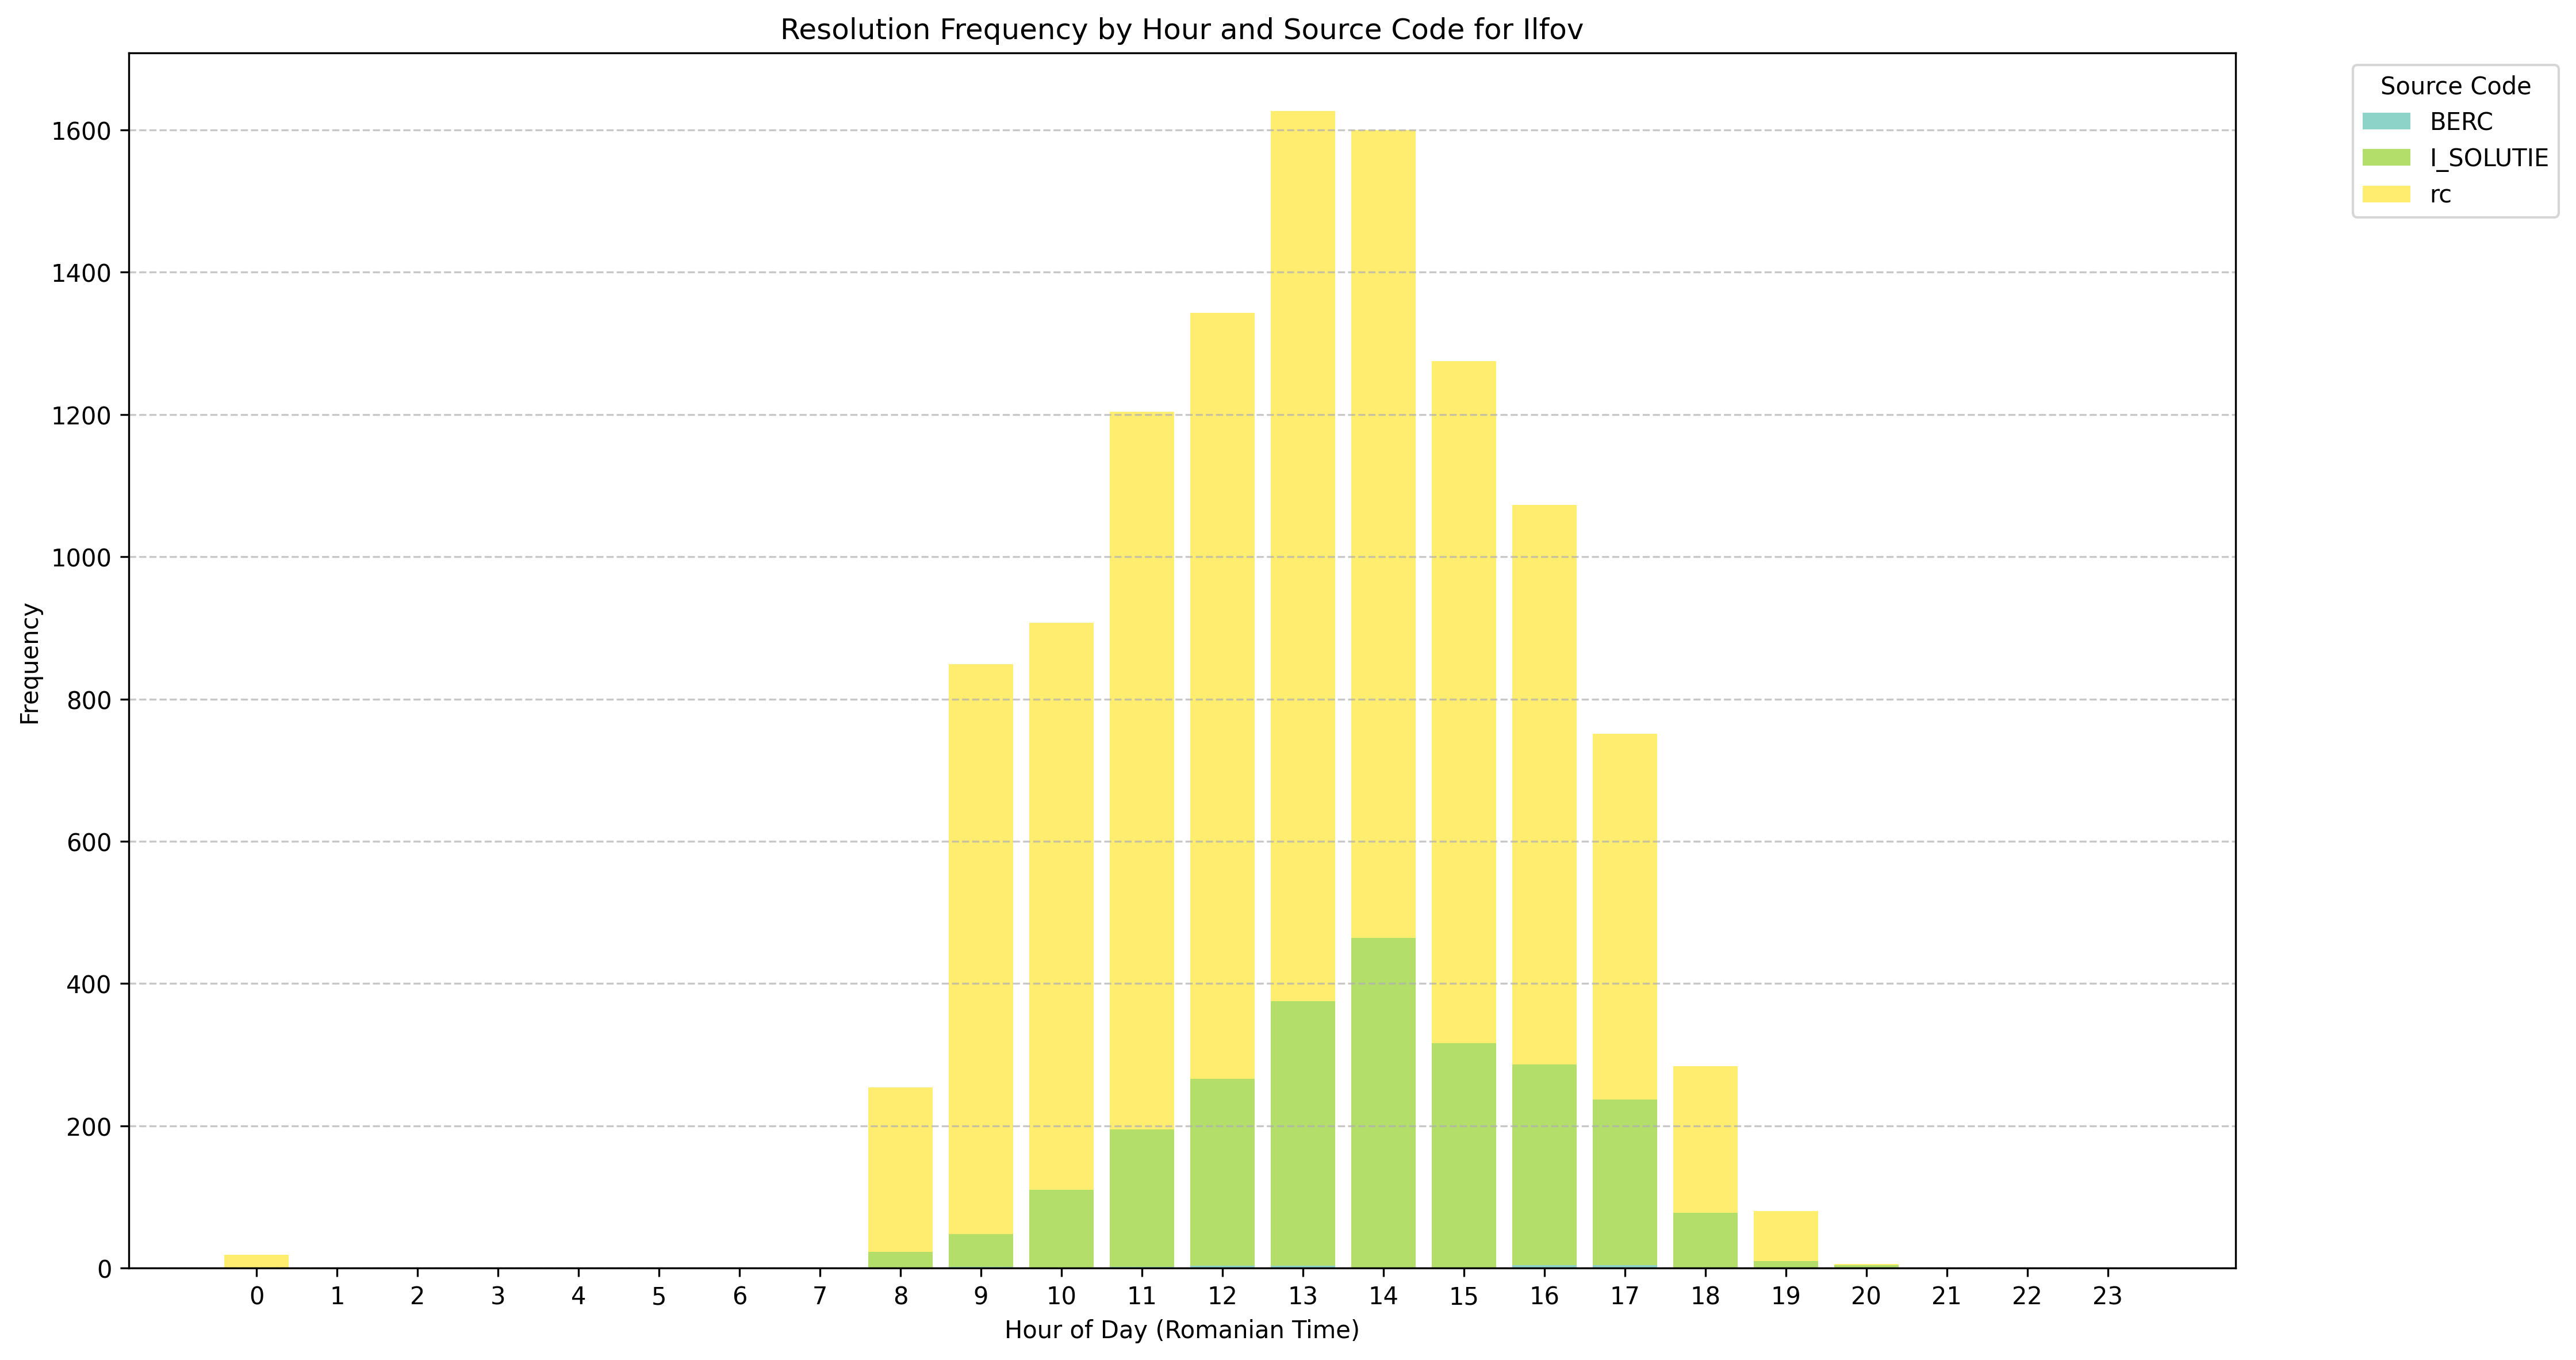 Resolution Frequency by Hour and Source Code for Ilfov
Source Code
BERC
I_SOLUTIE
rc
Frequency
1600
1400
1200
1000
800
600
400
200
0
0 1 2 3 4 5 6 7 8 9 10 11 12 13 14 15 16 17 18 19 20 21 22 23
Hour of Day (Romanian Time)